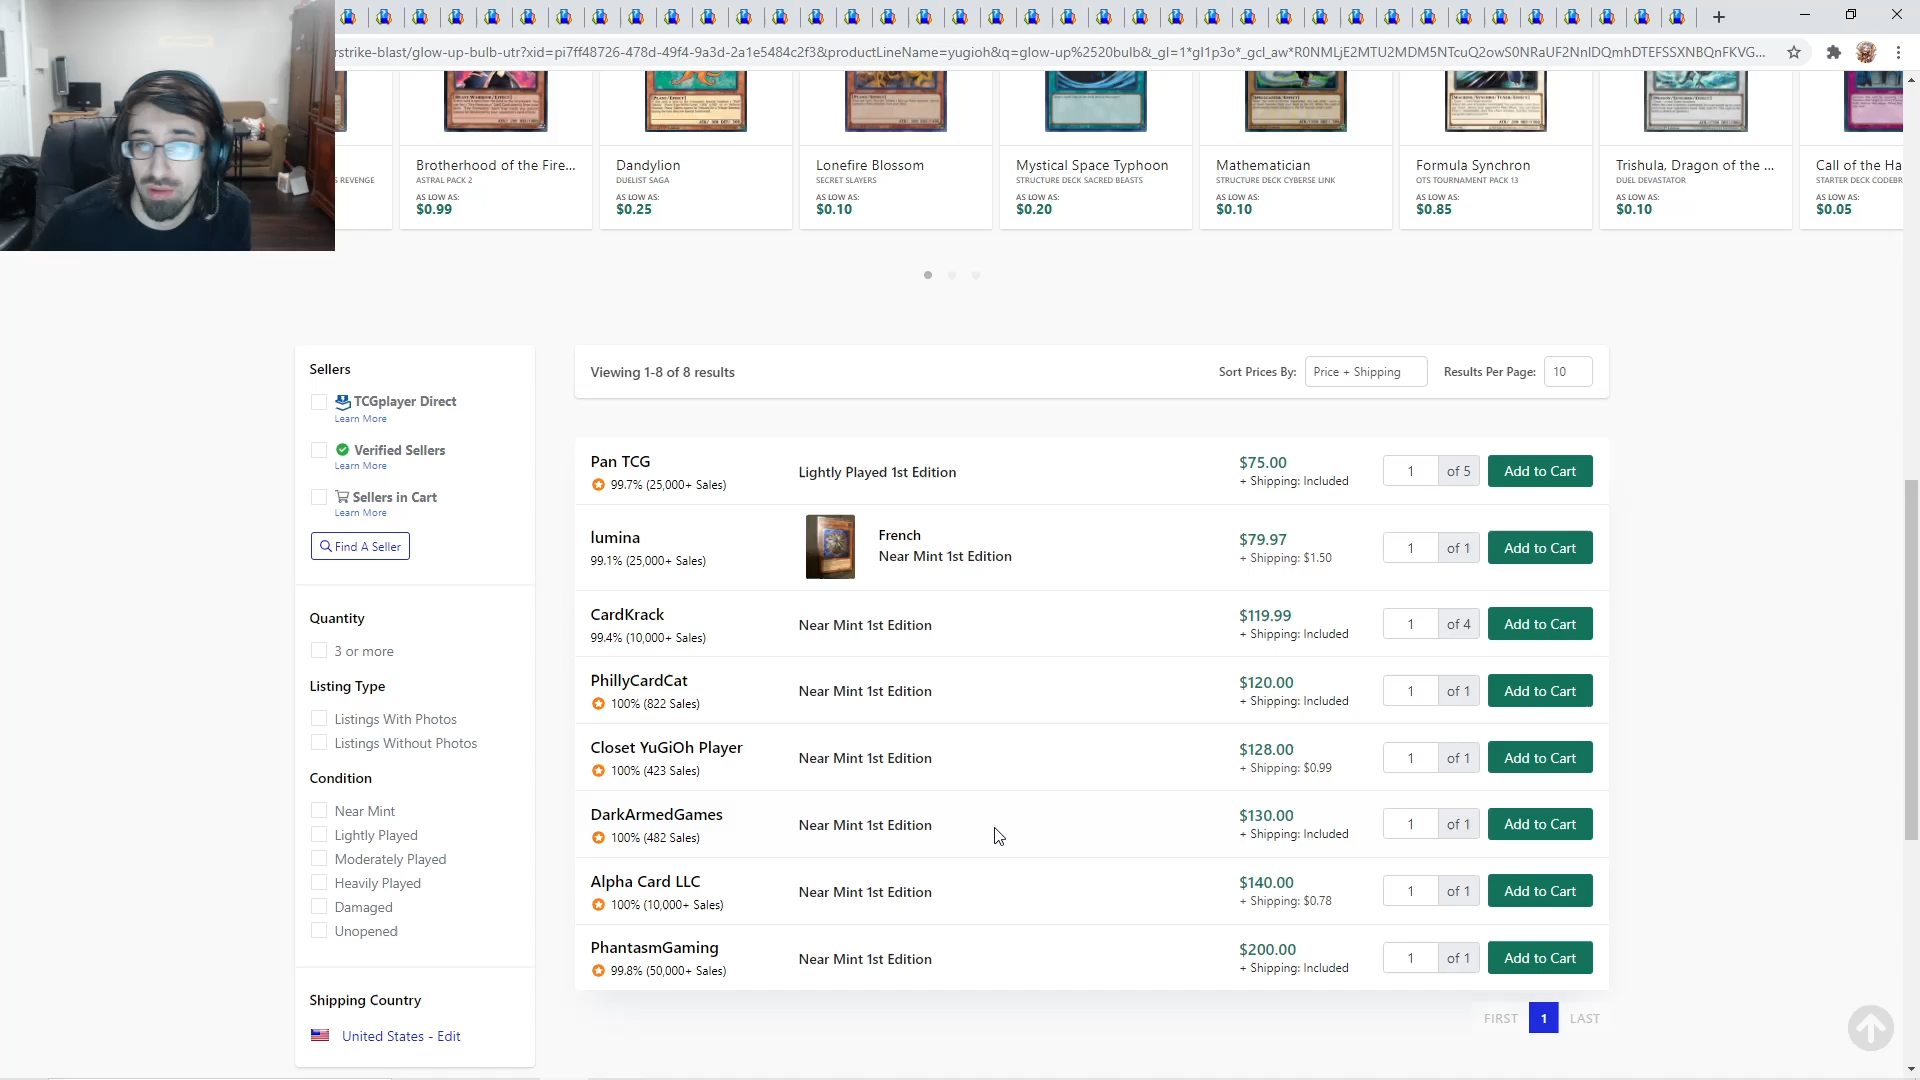 rstrike-blast/glow-up-bulb-utr?xid=pi7ff48726-478d-49f4-9a3d-2a1e5484c2f3&productLineName=yugioh&q=glow-up%2520bulb&_gl=1*gl1p3o*_gcl_aw*R0NMLjE2MTU2MDM5NTcuQ2owS0NRaUF2NnlDQmhDTEFSSXNBQnFKVG...
S REVENGE
Brotherhood of the Fire...
ASTRAL PACK 2
AS LOW AS:
$0.99
Dandylion
DUELIST SAGA
AS LOW AS:
$0.25
Lonefire Blossom
SECRET SLAYERS
AS LOW AS:
$0.10
Mystical Space Typhoon
STRUCTURE DECK SACRED BEASTS
AS LOW AS:
$0.20
Mathematician
STRUCTURE DECK CYBERSE LINK
AS LOW AS:
$0.10
Formula Synchron
OTS TOURNAMENT PACK 13
AS LOW AS:
$0.85
Trishula, Dragon of the ...
DUEL DEVASTATOR
AS LOW AS:
$0.10
Call of the Ha
STARTER DECK CODEBR
AS LOW AS:
$0.05
Sellers
TCGplayer Direct
Learn More
Verified Sellers
Learn More
Sellers in Cart
Learn More
Find A Seller
Quantity
3 or more
Listing Type
Listings With Photos
Listings Without Photos
Condition
Near Mint
Lightly Played
Moderately Played
Heavily Played
Damaged
Unopened
Shipping Country
United States - Edit
Viewing 1-8 of 8 results
Sort Prices By: Price + Shipping
Results Per Page: 10
Pan TCG
99.7% (25,000+ Sales)
Lightly Played 1st Edition
$75.00
+ Shipping: Included
1 of 5 Add to Cart
lumina
99.1% (25,000+ Sales)
French
Near Mint 1st Edition
$79.97
+ Shipping: $1.50
1 of 1 Add to Cart
CardKrack
99.4% (10,000+ Sales)
Near Mint 1st Edition
$119.99
+ Shipping: Included
1 of 4 Add to Cart
PhillyCardCat
100% (822 Sales)
Near Mint 1st Edition
$120.00
+ Shipping: Included
1 of 1 Add to Cart
Closet YuGiOh Player
100% (423 Sales)
Near Mint 1st Edition
$128.00
+ Shipping: $0.99
1 of 1 Add to Cart
DarkArmedGames
100% (482 Sales)
Near Mint 1st Edition
$130.00
+ Shipping: Included
1 of 1 Add to Cart
Alpha Card LLC
100% (10,000+ Sales)
Near Mint 1st Edition
$140.00
+ Shipping: $0.78
1 of 1 Add to Cart
PhantasmGaming
99.8% (50,000+ Sales)
Near Mint 1st Edition
$200.00
+ Shipping: Included
1 of 1 Add to Cart
FIRST 1 LAST